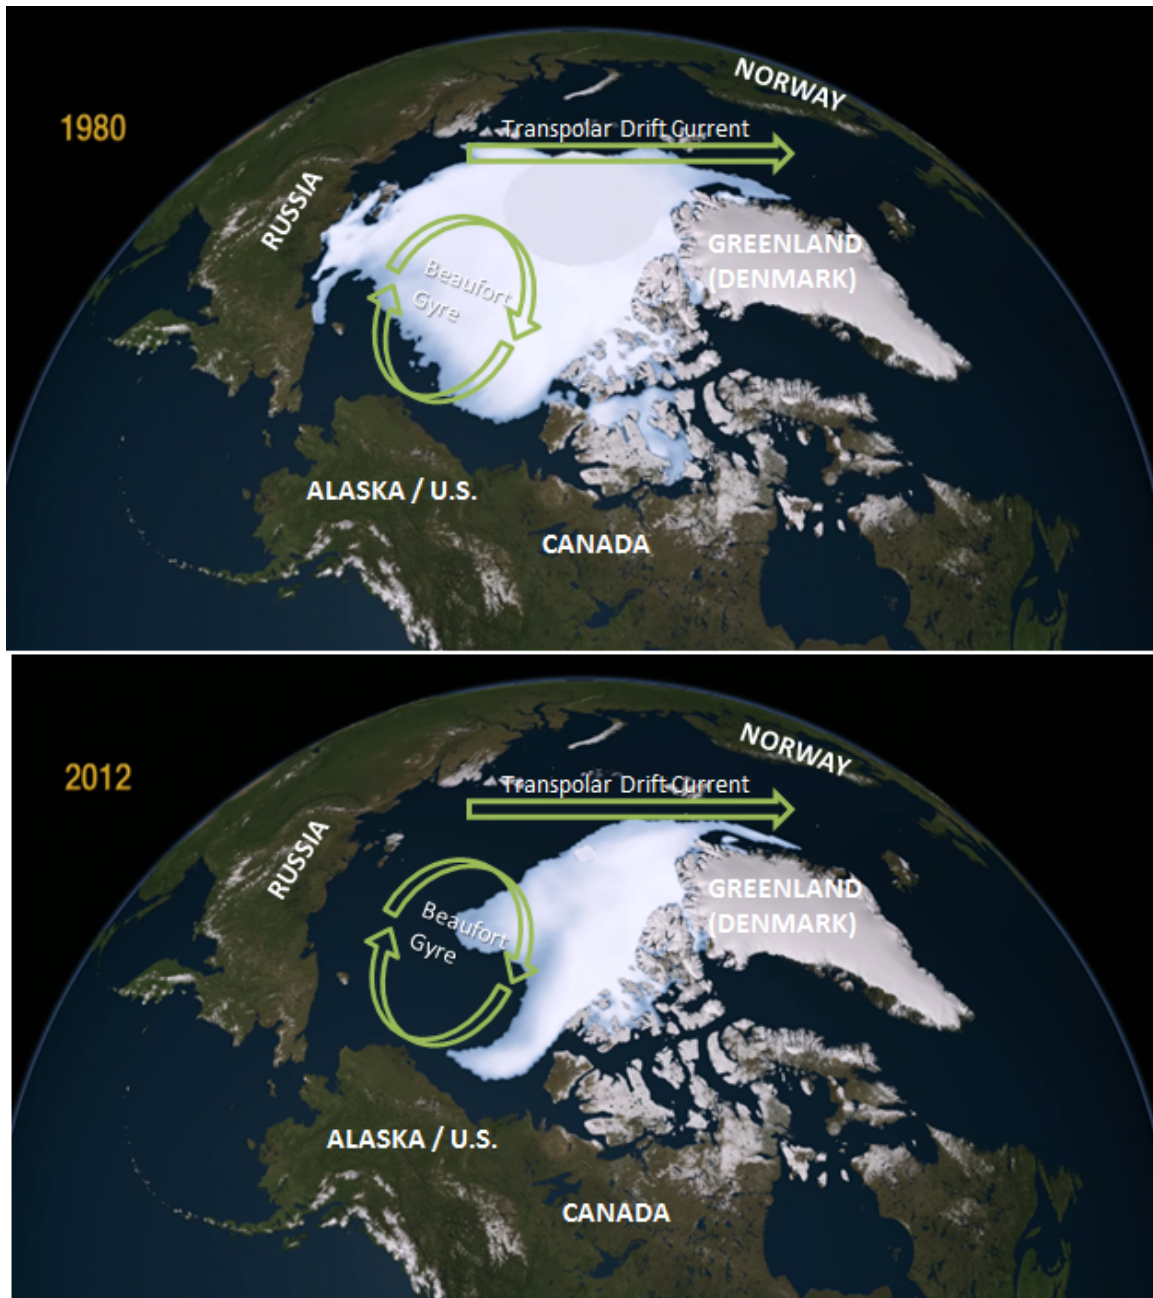 1980
NORWAY
Transpolar Drift Current
RUSSIA
GREENLAND
(DENMARK)
Beaufort
Gyre
ALASKA / U.S.
CANADA
2012
NORWAY
Transpolar Drift Current
RUSSIA
GREENLAND
(DENMARK)
Beaufort
Gyre
ALASKA / U.S.
CANADA